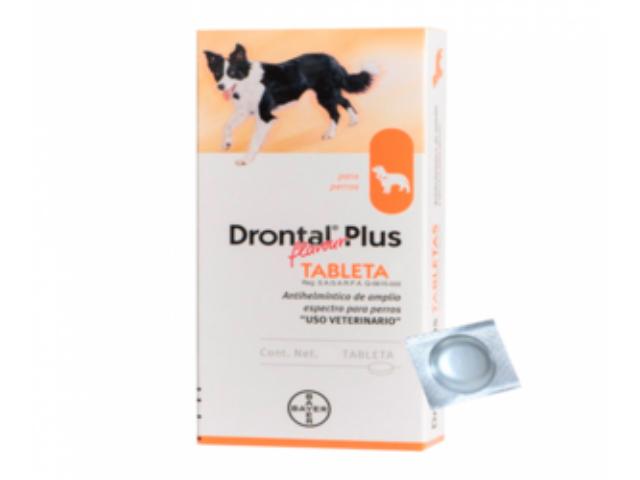 para
perros
Drontal® Plus
flavour
TABLETA
Antihelmíntico de amplio
espectro para perros
"USO VETERINARIO"
Cont. Net. TABLETA
BAYER
BAYER
TABLETAS